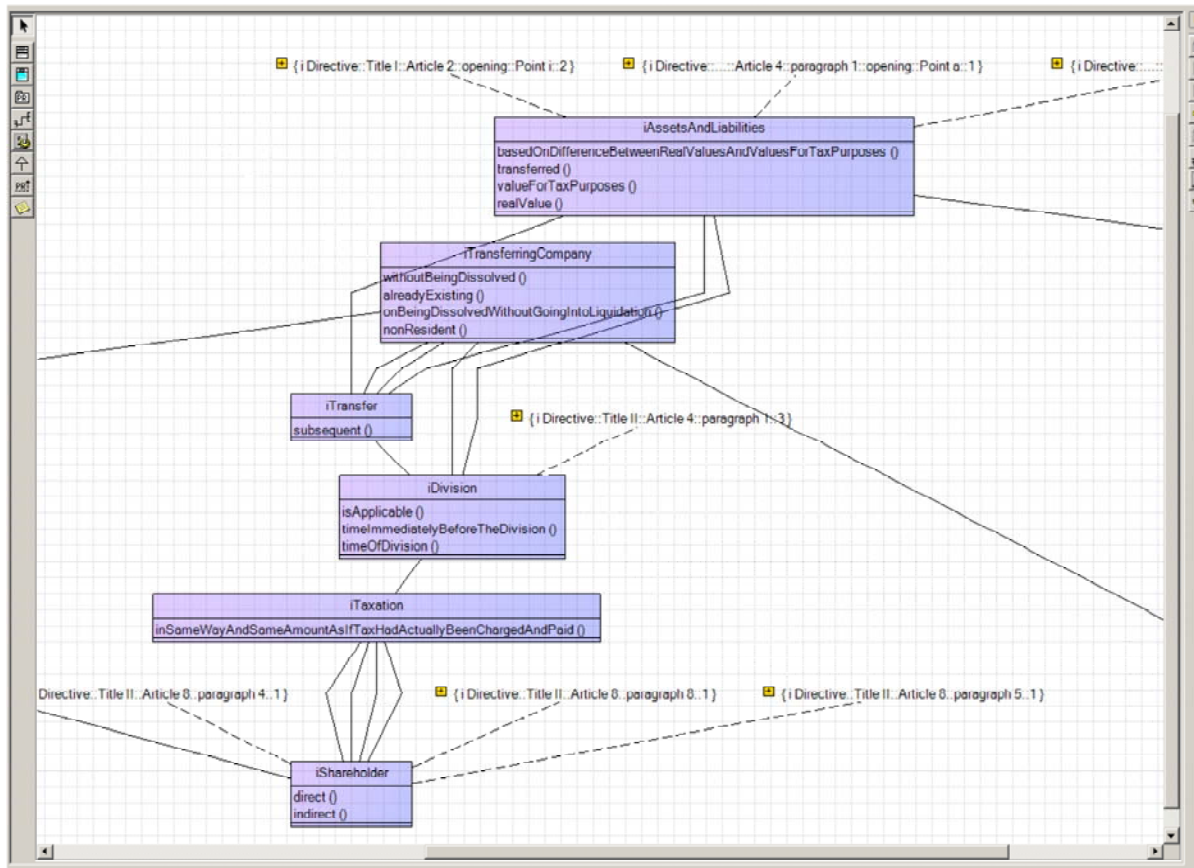 { i Directive::Title I::Article 2::opening::Point i::2 }
{ i Directive::...::Article 4::paragraph 1::opening::Point a::1 }
{ i Directive::...::
iAssetsAndLiabilities
basedOnDifferenceBetweenRealValuesAndValuesForTaxPurposes ()
transferred ()
valueForTaxPurposes ()
realValue ()
iTransferringCompany
withoutBeingDissolved ()
alreadyExisting ()
onBeingDissolvedWithoutGoingIntoLiquidation ()
nonResident ()
iTransfer
subsequent ()
{ i Directive::Title II::Article 4::paragraph 1::3 }
iDivision
isApplicable ()
timeImmediatelyBeforeTheDivision ()
timeOfDivision ()
iTaxation
inSameWayAndSameAmountAsIfTaxHadActuallyBeenChargedAndPaid ()
Directive::Title II::Article 8::paragraph 4::1 }
{ i Directive::Title II::Article 8::paragraph 8::1 }
{ i Directive::Title II::Article 8::paragraph 5::1 }
iShareholder
direct ()
indirect ()